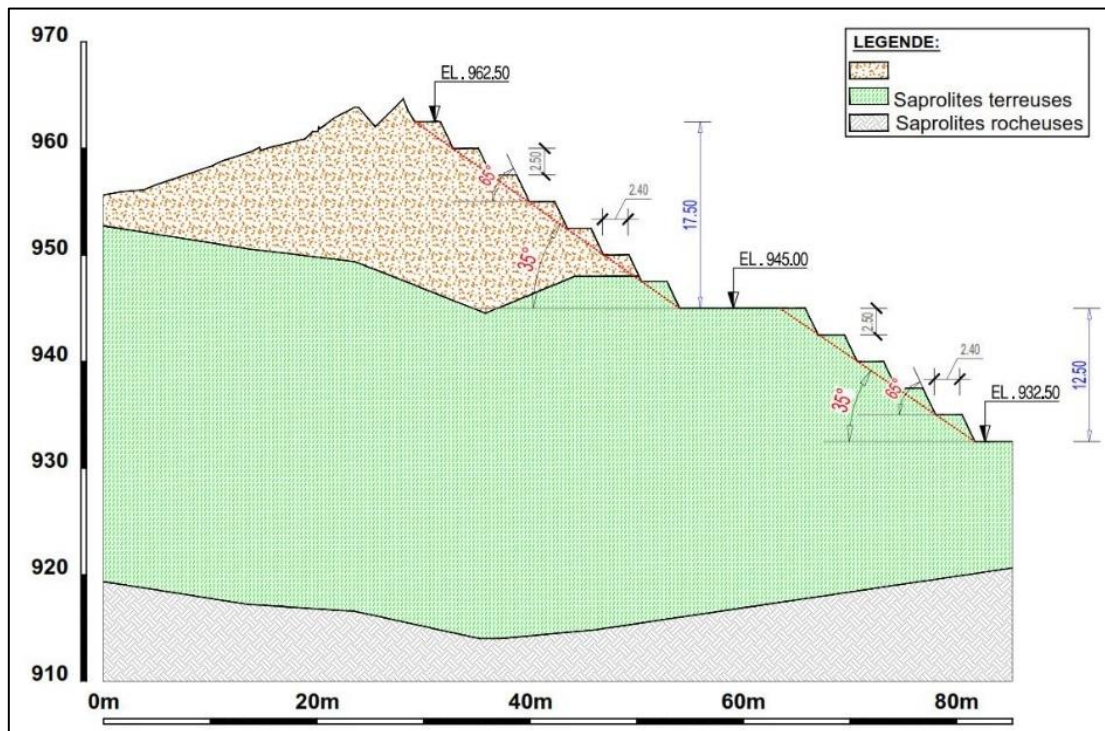 970
960
950
940
930
920
910
EL . 962.50
65°
2.50
2.40
35°
17.50
EL . 945.00
2.50
2.40
65°
35°
EL . 932.50
12.50
LEGENDE:
Saprolites terreuses
Saprolites rocheuses
0m
20m
40m
60m
80m